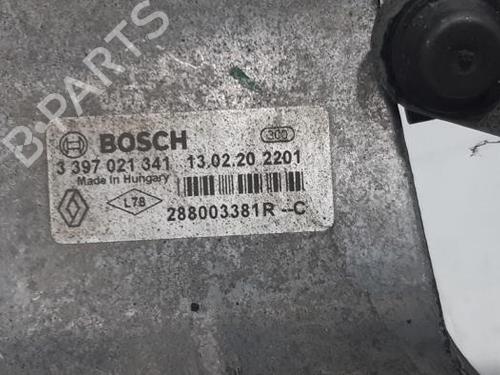 BOSCH
300
3 397 021 341 13.02.20 2201
Made in Hungary
L78
288003381R --C
B-PARTS